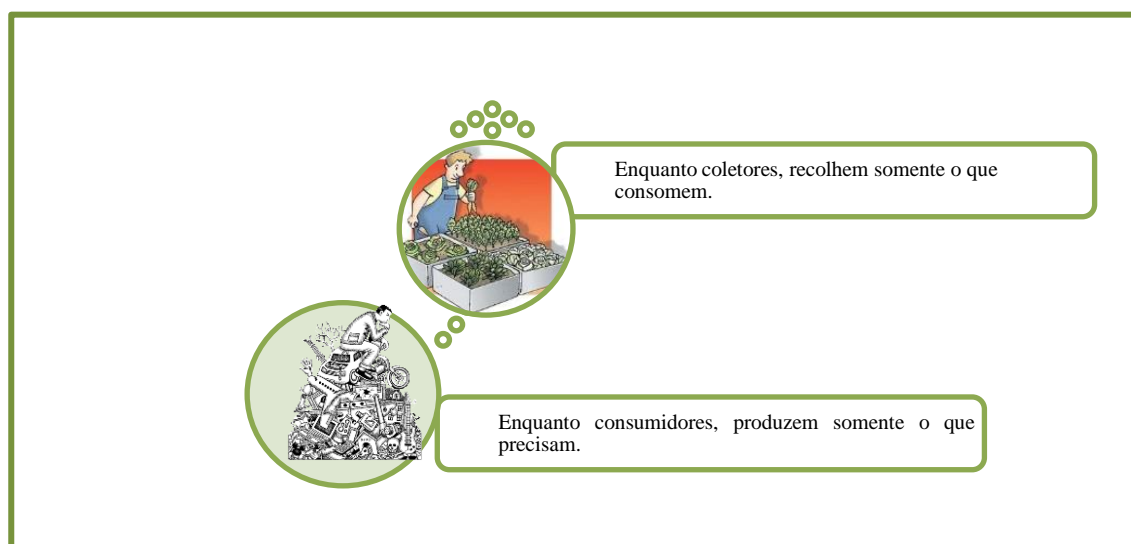 Enquanto coletores, recolhem somente o que
consomem.
Enquanto consumidores, produzem somente o que
precisam.